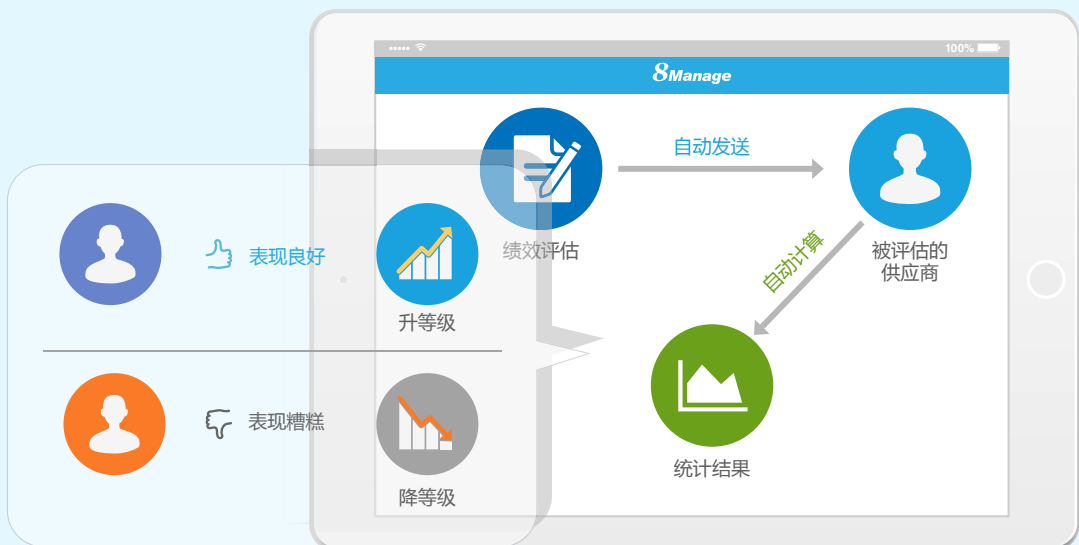 100%
8Manage
自动发送
绩效评估
被评估的
供应商
自动计算
统计结果
表现良好
升等级
表现糟糕
降等级